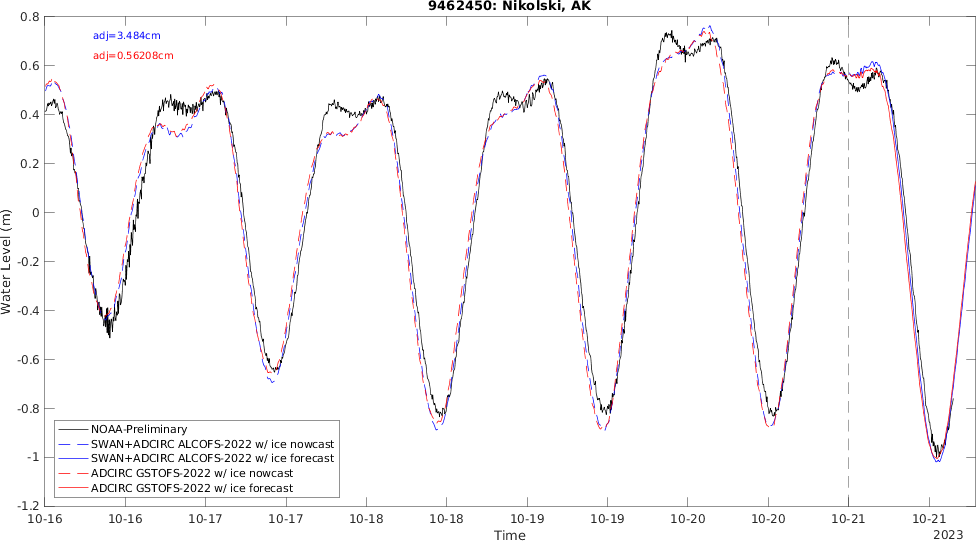 9462450: Nikolski, AK
adj=3.484cm
adj=0.56208cm
Water Level (m)
0.8
0.6
0.4
0.2
0
-0.2
-0.4
-0.6
-0.8
-1
-1.2
NOAA-Preliminary
SWAN+ADCIRC ALCOFS-2022 w/ ice nowcast
SWAN+ADCIRC ALCOFS-2022 w/ ice forecast
ADCIRC GSTOFS-2022 w/ ice nowcast
ADCIRC GSTOFS-2022 w/ ice forecast
10-16 10-16 10-17 10-17 10-18 10-18 10-19 10-19 10-20 10-20 10-21 10-21
Time
2023